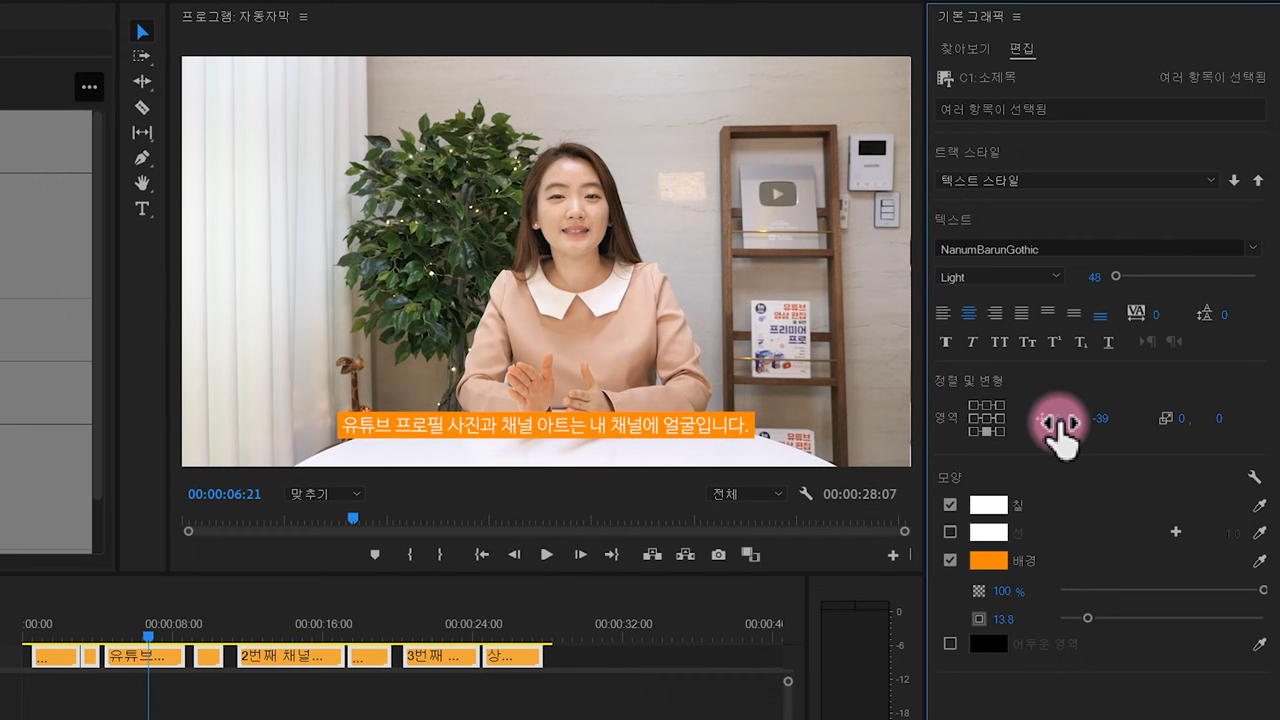 프로그램: 자동자막
기본 그래픽
찾아보기 편집
C1:소제목 여러 항목이 선택됨
여러 항목이 선택됨
트랙 스타일
텍스트 스타일
텍스트
NanumBarunGothic
Light 48
0 0
정렬 및 변형
영역 -39 0, 0
모양
칠
선 1.0
배경
100 %
13.8
어두운 영역
유튜브
영상 편집
프리미어
프로
유튜브 프로필 사진과 채널 아트는 내 채널에 얼굴입니다.
00:00:06:21 맞추기 전체 00:00:28:07
:00:00 00:00:08:00 00:00:16:00 00:00:24:00 00:00:32:00 00:00:4
... 유튜브... 2번째 채널... ... 3번째 ... 상...
0
-6
-12
-18